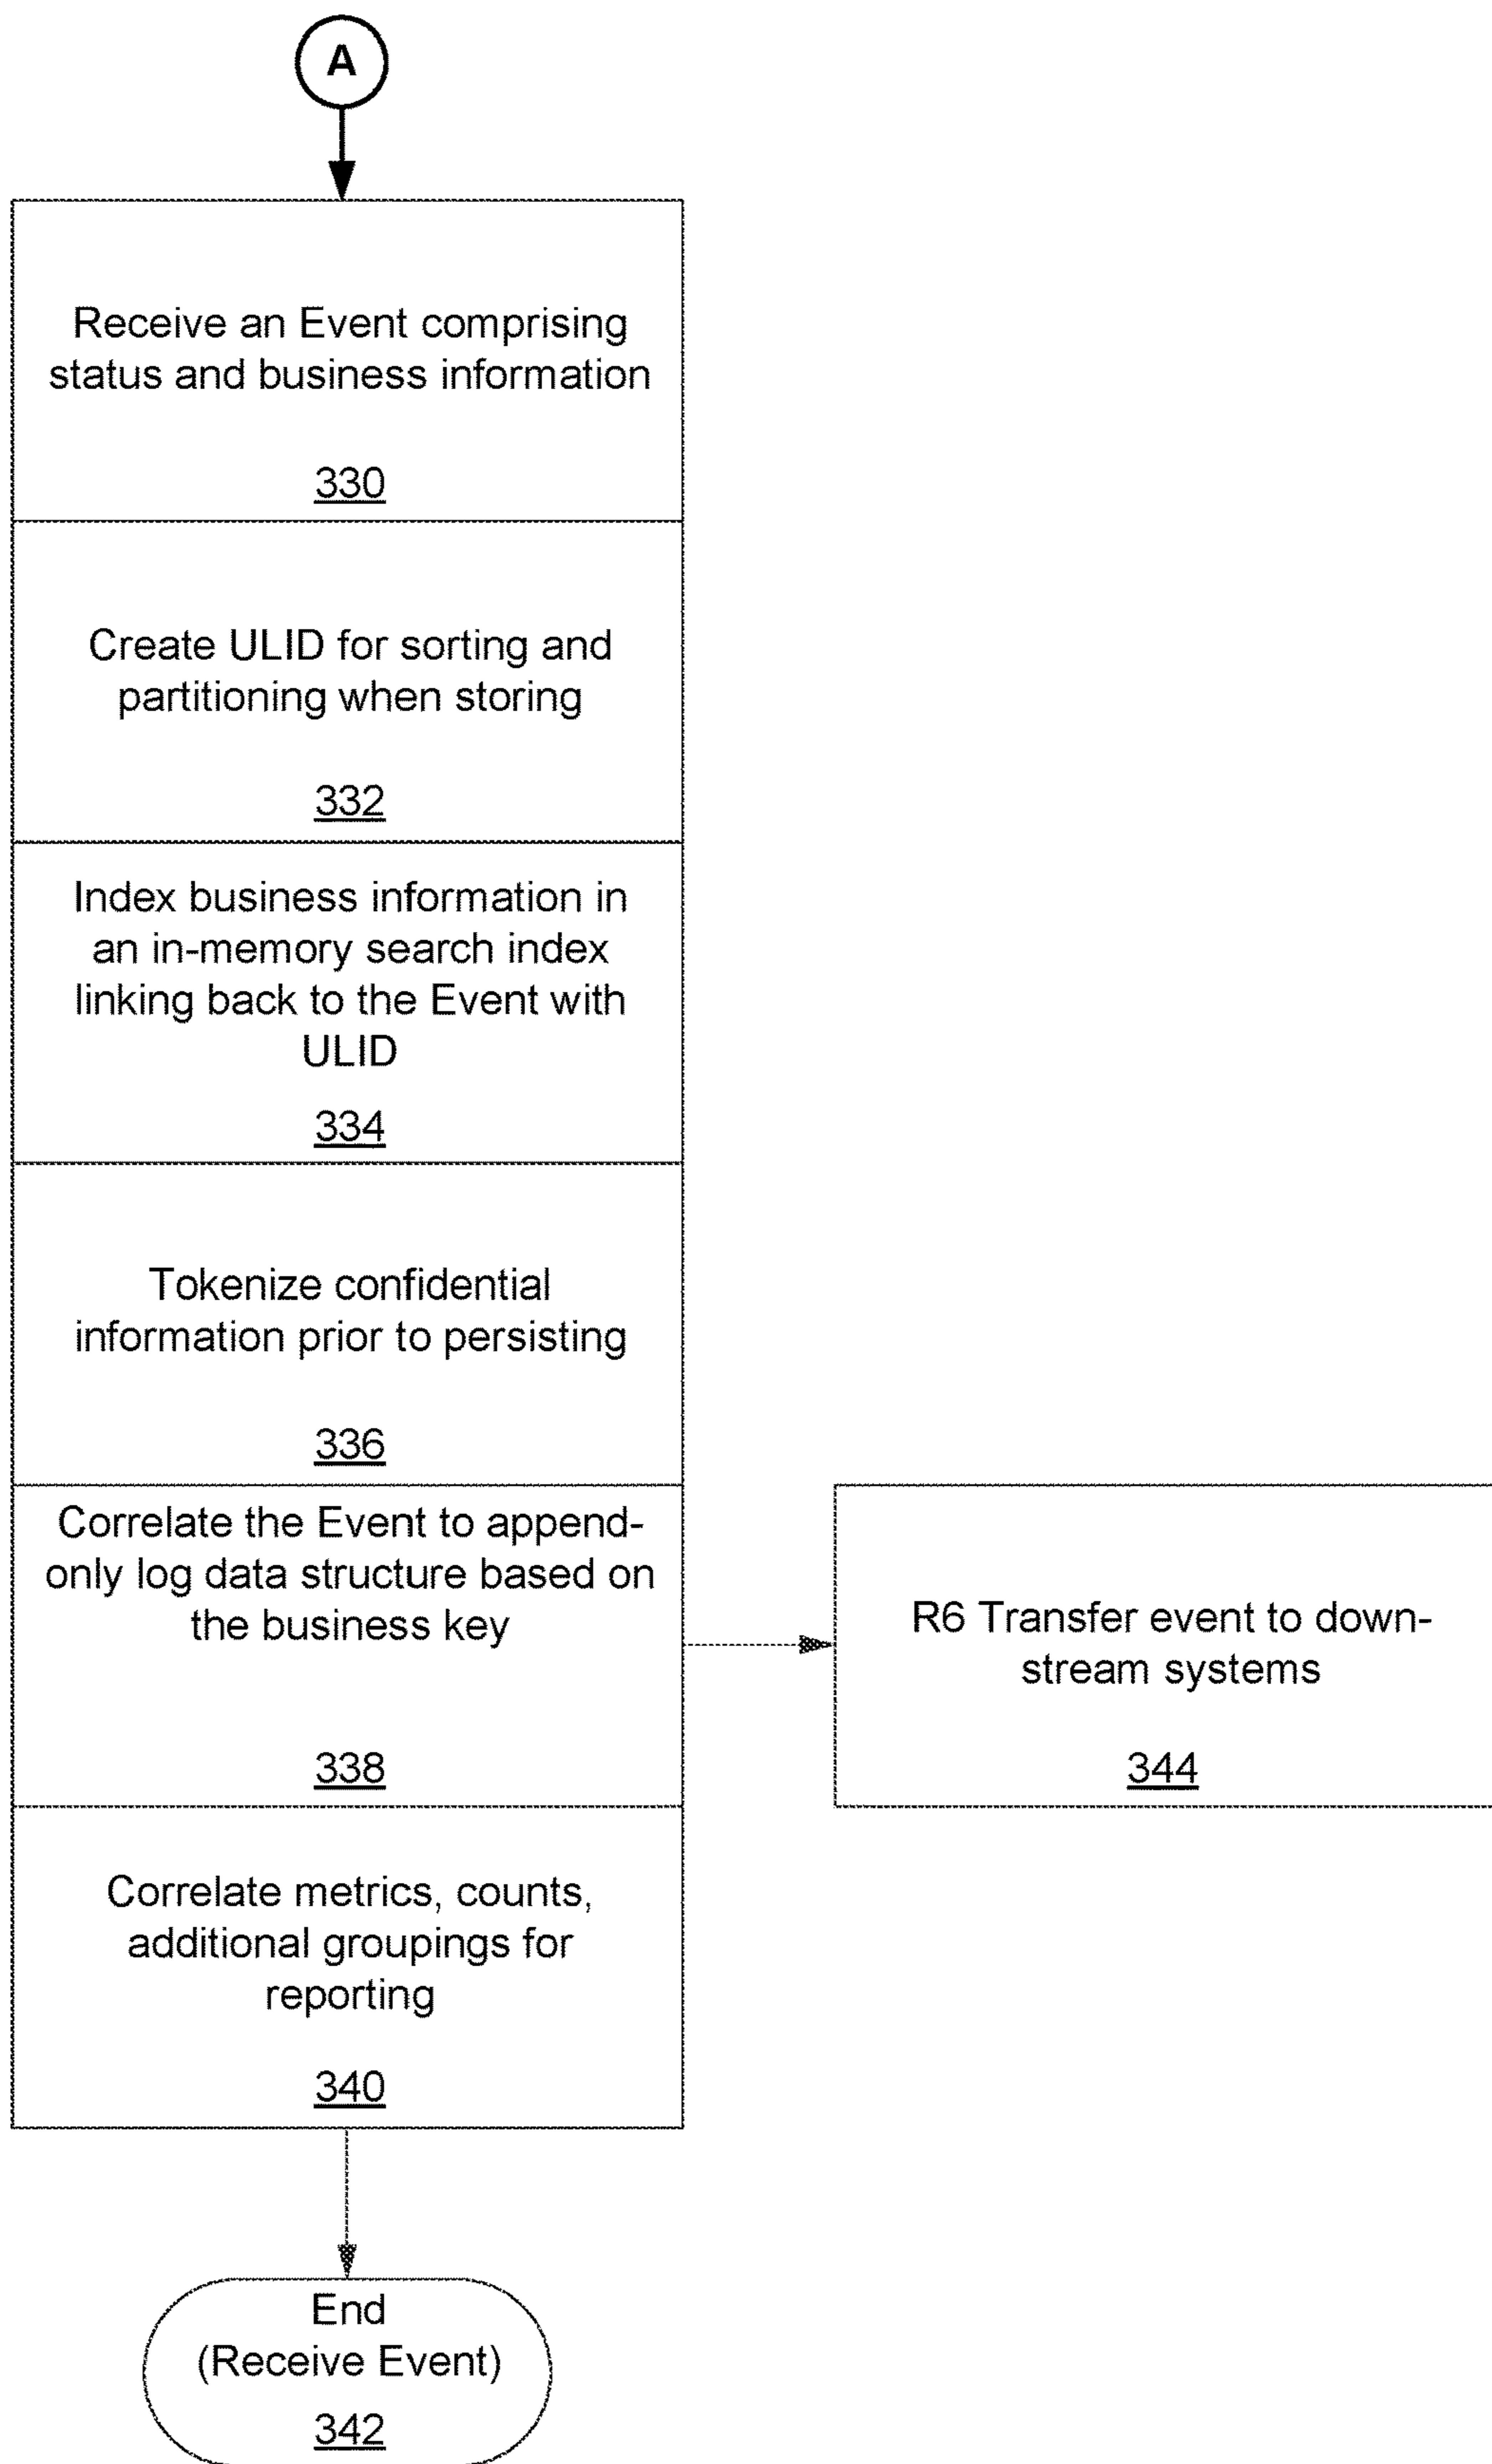 A
Receive an Event comprising
status and business information
330
Create ULID for sorting and
partitioning when storing
332
Index business information in
an in-memory search index
linking back to the Event with
ULID
334
Tokenize confidential
information prior to persisting
336
Correlate the Event to append-
only log data structure based on
the business key
338
R6 Transfer event to down-
stream systems
344
Correlate metrics, counts,
additional groupings for
reporting
340
End
(Receive Event)
342